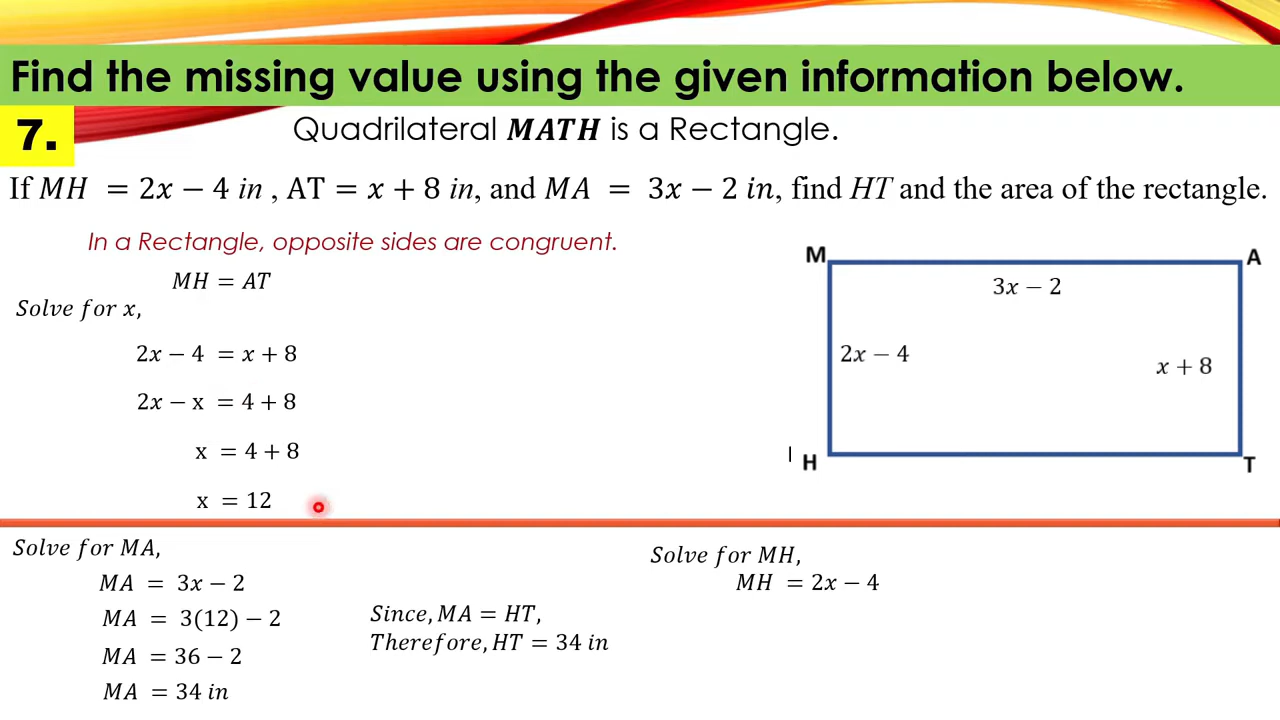 Find the missing value using the given information below.
7.
Quadrilateral MATH is a Rectangle.
If MH = 2x − 4 in , AT = x + 8 in, and MA = 3x − 2 in, find HT and the area of the rectangle.
In a Rectangle, opposite sides are congruent.
MH = AT
Solve for x,
2x − 4 = x + 8
2x − x = 4 + 8
x = 4 + 8
x = 12
M
A
3x − 2
2x − 4
x + 8
H
T
Solve for MA,
MA = 3x − 2
MA = 3(12) − 2
MA = 36 − 2
MA = 34 in
Since, MA = HT,
Therefore, HT = 34 in
Solve for MH,
MH = 2x − 4